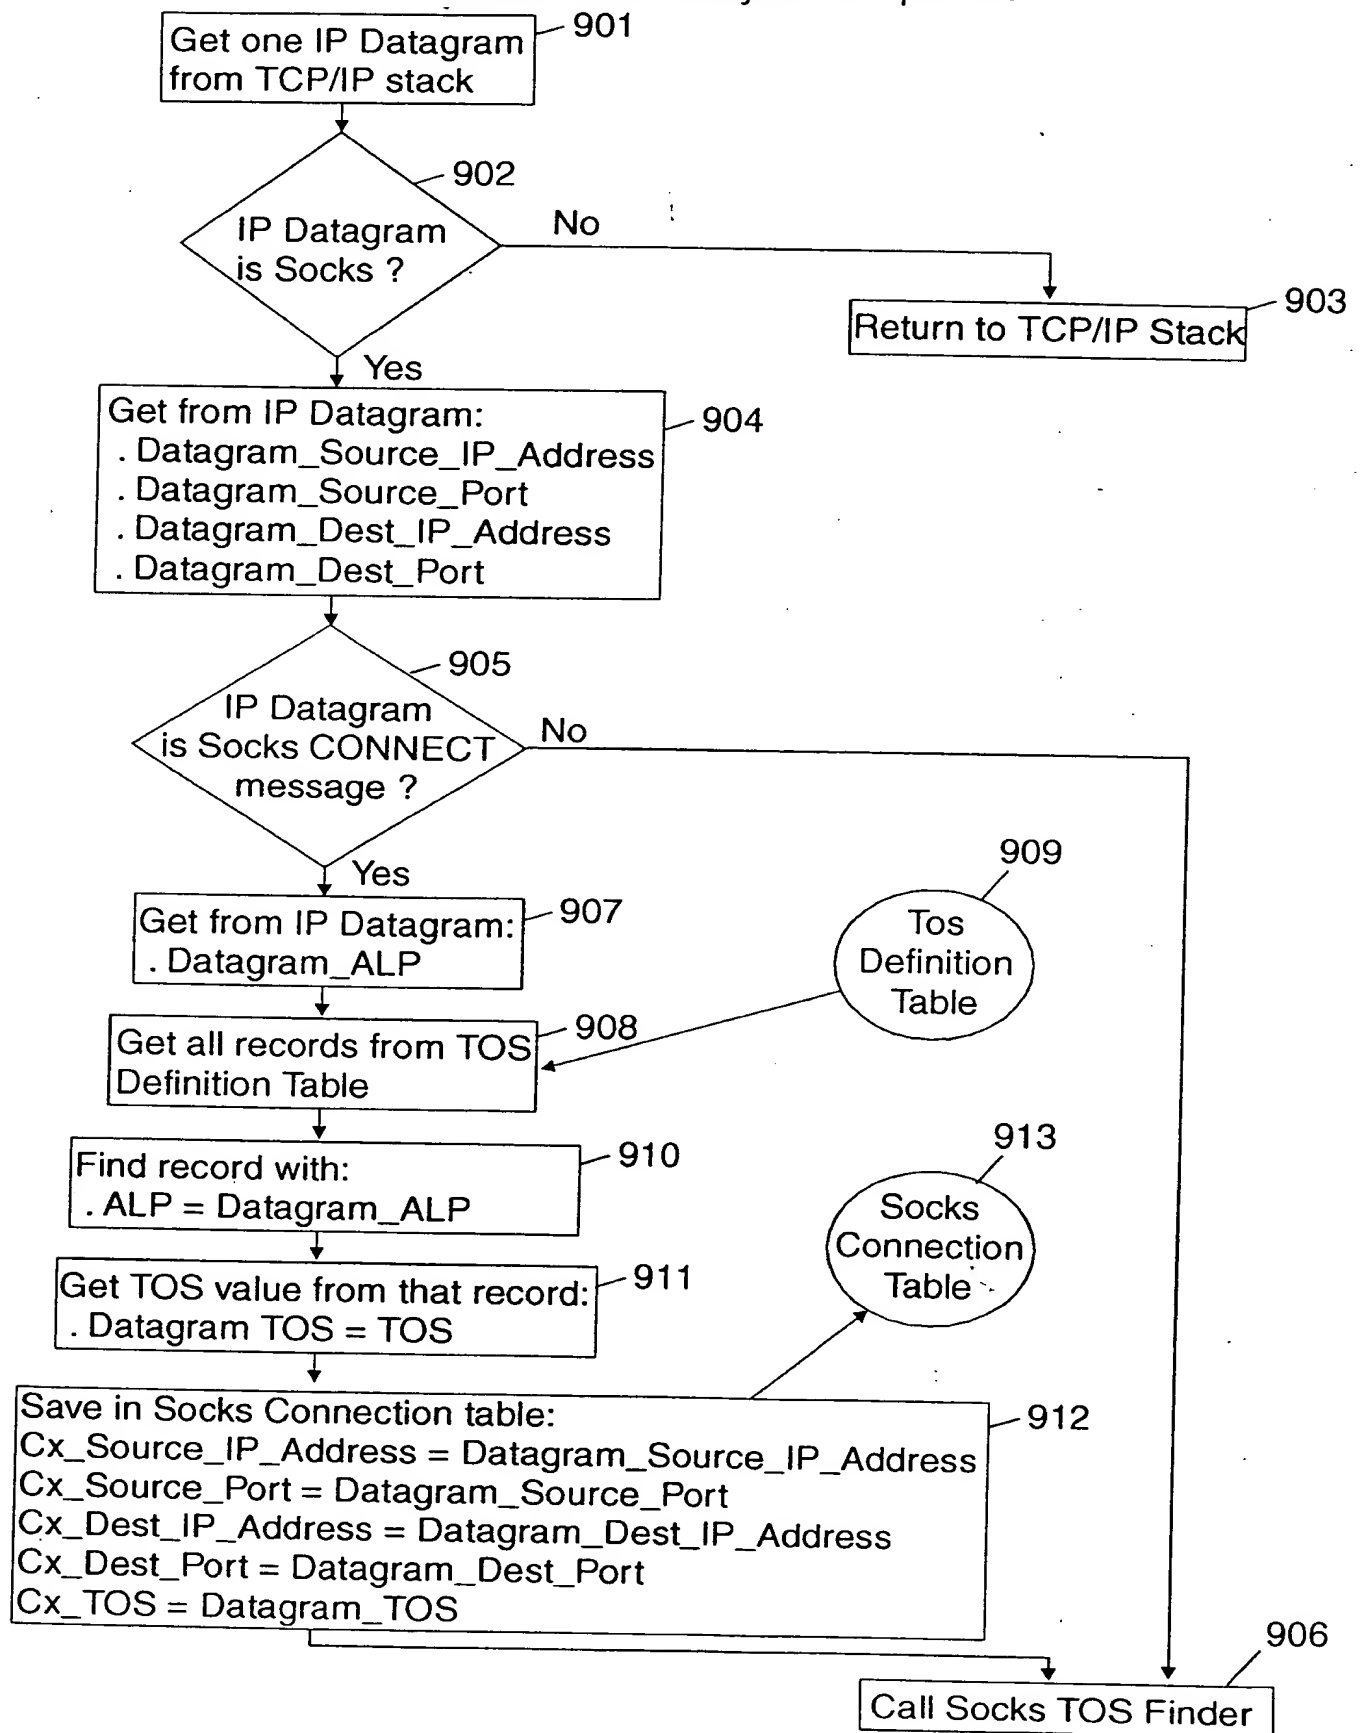 901
Get one IP Datagram
from TCP/IP stack
902
IP Datagram
is Socks ?
No
903
Return to TCP/IP Stack
Yes
Get from IP Datagram:
. Datagram_Source_IP_Address
. Datagram_Source_Port
. Datagram_Dest_IP_Address
. Datagram_Dest_Port
904
905
IP Datagram
is Socks CONNECT
message ?
No
Yes
Get from IP Datagram:
. Datagram_ALP
907
909
Tos
Definition
Table
Get all records from TOS
Definition Table
908
Find record with:
. ALP = Datagram_ALP
910
913
Socks
Connection
Table
Get TOS value from that record:
. Datagram TOS = TOS
911
Save in Socks Connection table:
Cx_Source_IP_Address = Datagram_Source_IP_Address
Cx_Source_Port = Datagram_Source_Port
Cx_Dest_IP_Address = Datagram_Dest_IP_Address
Cx_Dest_Port = Datagram_Dest_Port
Cx_TOS = Datagram_TOS
912
906
Call Socks TOS Finder